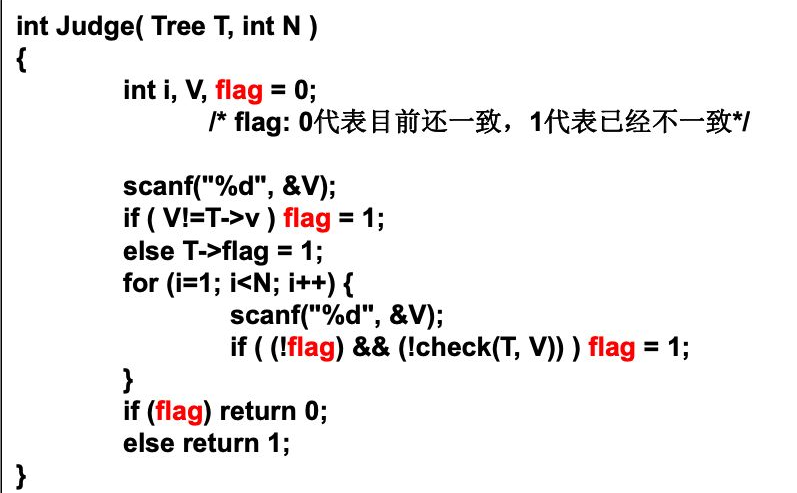 int Judge( Tree T, int N )
{
int i, V, flag = 0;
/* flag: 0代表目前还一致，1代表已经不一致*/
scanf("%d", &V);
if ( V!=T->v ) flag = 1;
else T->flag = 1;
for (i=1; i<N; i++) {
scanf("%d", &V);
if ( (!flag) && (!check(T, V)) ) flag = 1;
}
if (flag) return 0;
else return 1;
}